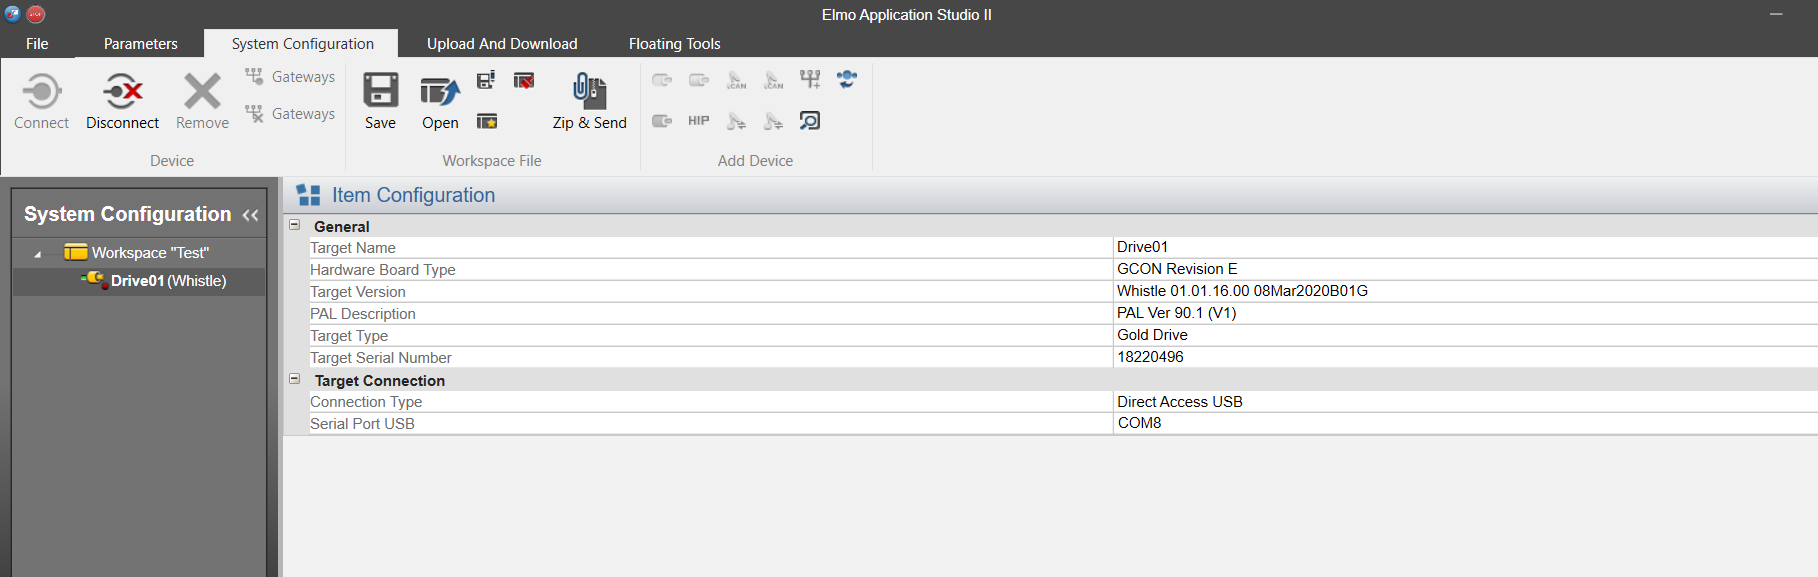 Elmo Application Studio II
File Parameters System Configuration Upload And Download Floating Tools
Gateways
Gateways
Connect Disconnect Remove Save Open Zip & Send HIP
Device Workspace File Add Device
System Configuration
Workspace "Test"
Drive01 (Whistle)
Item Configuration
General
Target Name Drive01
Hardware Board Type GCON Revision E
Target Version Whistle 01.01.16.00 08Mar2020B01G
PAL Description PAL Ver 90.1 (V1)
Target Type Gold Drive
Target Serial Number 18220496
Target Connection
Connection Type Direct Access USB
Serial Port USB COM8